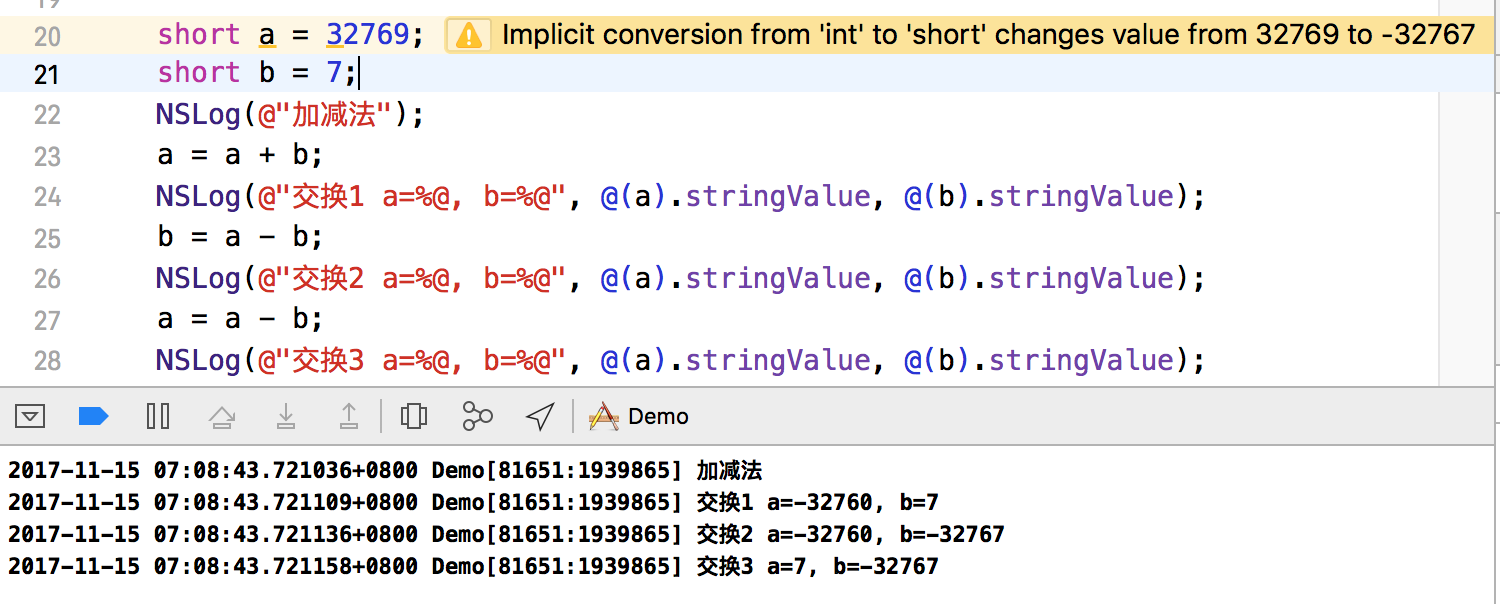 19
20 short a = 32769; Implicit conversion from 'int' to 'short' changes value from 32769 to -32767
21 short b = 7;
22 NSLog(@"加减法");
23 a = a + b;
24 NSLog(@"交换1 a=%@, b=%@", @(a).stringValue, @(b).stringValue);
25 b = a - b;
26 NSLog(@"交换2 a=%@, b=%@", @(a).stringValue, @(b).stringValue);
27 a = a - b;
28 NSLog(@"交换3 a=%@, b=%@", @(a).stringValue, @(b).stringValue);
Demo
2017-11-15 07:08:43.721036+0800 Demo[81651:1939865] 加减法
2017-11-15 07:08:43.721109+0800 Demo[81651:1939865] 交换1 a=-32760, b=7
2017-11-15 07:08:43.721136+0800 Demo[81651:1939865] 交换2 a=-32760, b=-32767
2017-11-15 07:08:43.721158+0800 Demo[81651:1939865] 交换3 a=7, b=-32767